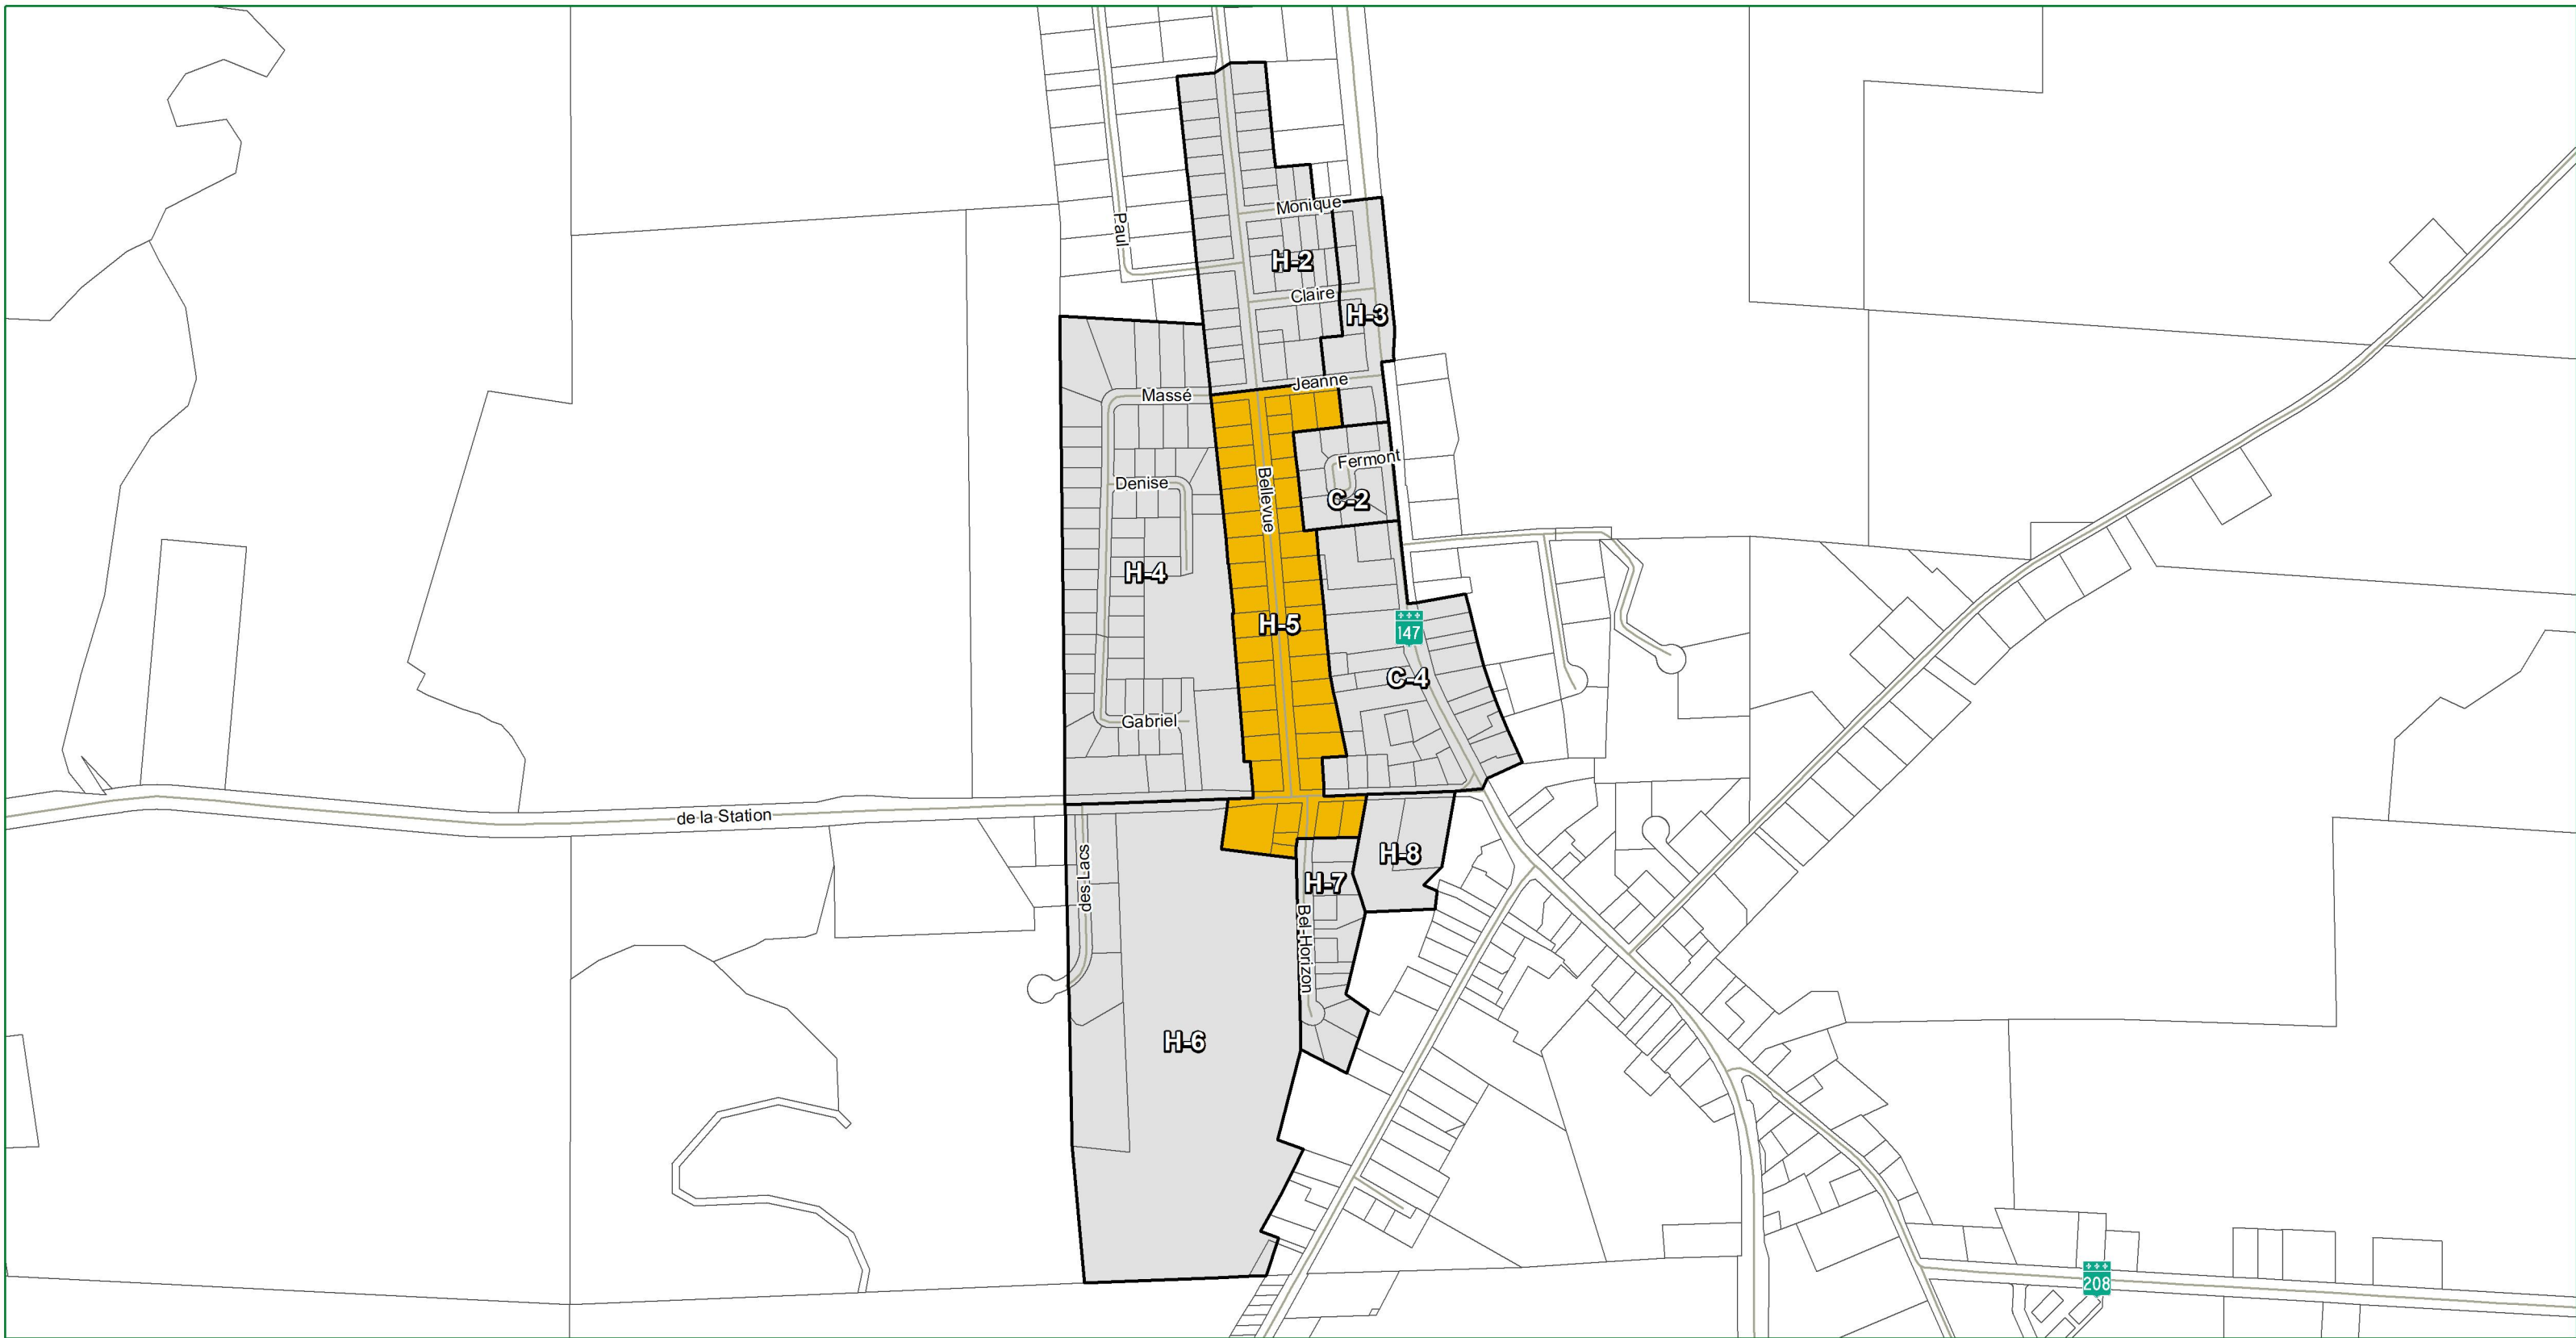 Monique
Paul
H-2
Claire
H-3
Jeanne
Massé
Fermont
Denise
Bellevue
C-2
H-4
H-5
147
C-4
Gabriel
de la Station
H-8
des Lacs
H-7
Bel-Horizon
H-6
208